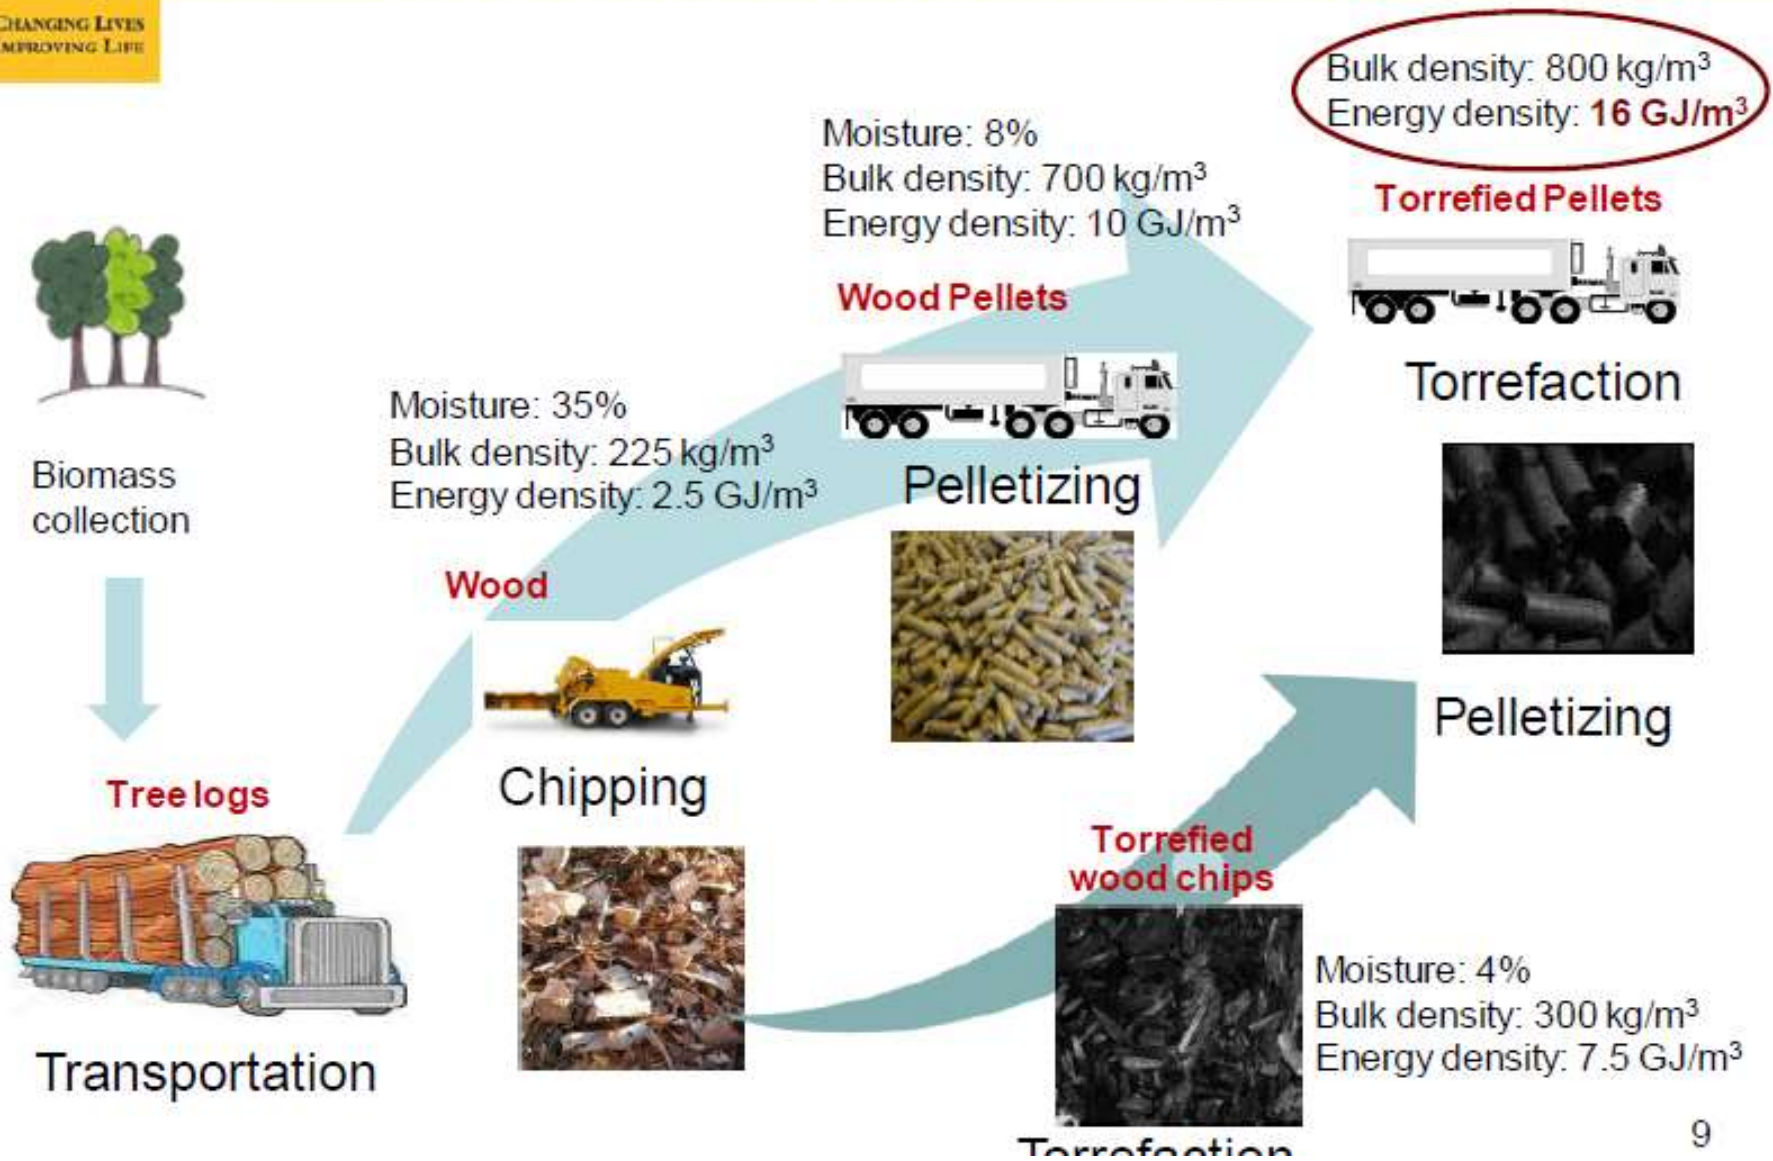 CHANGING LIVES
IMPROVING LIFE
Bulk density: 800 kg/m³
Energy density: 16 GJ/m³
Torrefied Pellets
Torrefaction
Pelletizing
Moisture: 8%
Bulk density: 700 kg/m³
Energy density: 10 GJ/m³
Wood Pellets
Pelletizing
Moisture: 35%
Bulk density: 225 kg/m³
Energy density: 2.5 GJ/m³
Wood
Chipping
Biomass
collection
Tree logs
Transportation
Torrefied
wood chips
Moisture: 4%
Bulk density: 300 kg/m³
Energy density: 7.5 GJ/m³
Torrefaction
9